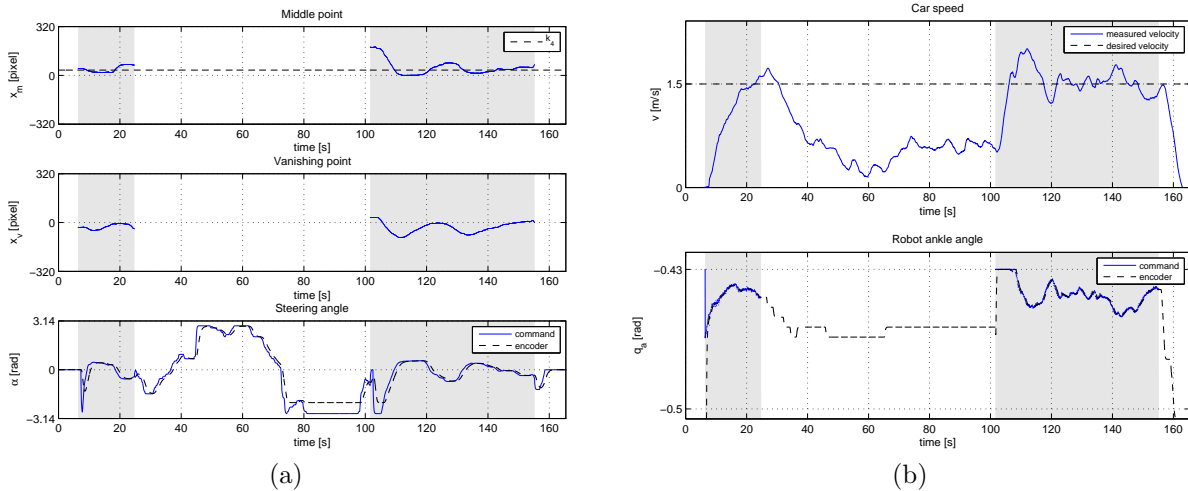 Middle point
320
0
−320
x_m [pixel]
k_4
0 20 40 60 80 100 120 140 160
time [s]
Vanishing point
320
0
−320
x_v [pixel]
0 20 40 60 80 100 120 140 160
time [s]
Steering angle
3.14
0
−3.14
α [rad]
command
encoder
0 20 40 60 80 100 120 140 160
time [s]
(a)
Car speed
1.5
0
v [m/s]
measured velocity
desired velocity
0 20 40 60 80 100 120 140 160
time [s]
Robot ankle angle
−0.43
−0.5
q_a [rad]
command
encoder
0 20 40 60 80 100 120 140 160
time [s]
(b)